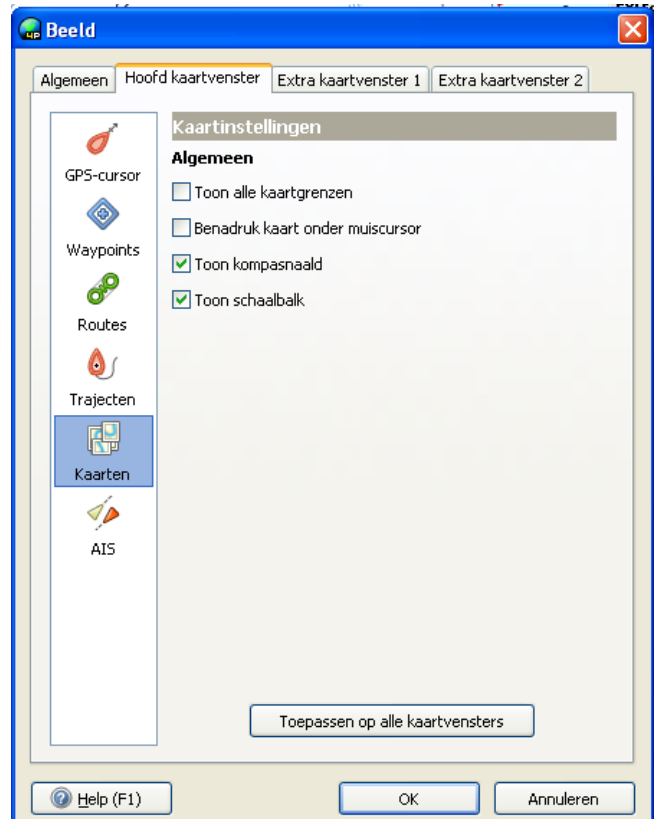 Beeld
Algemeen
Hoofd kaartvenster
Extra kaartvenster 1
Extra kaartvenster 2
GPS-cursor
Waypoints
Routes
Trajecten
Kaarten
AIS
Kaartinstellingen
Algemeen
Toon alle kaartgrenzen
Benadruk kaart onder muiscursor
Toon kompasnaald
Toon schaalbalk
Toepassen op alle kaartvensters
Help (F1)
OK
Annuleren